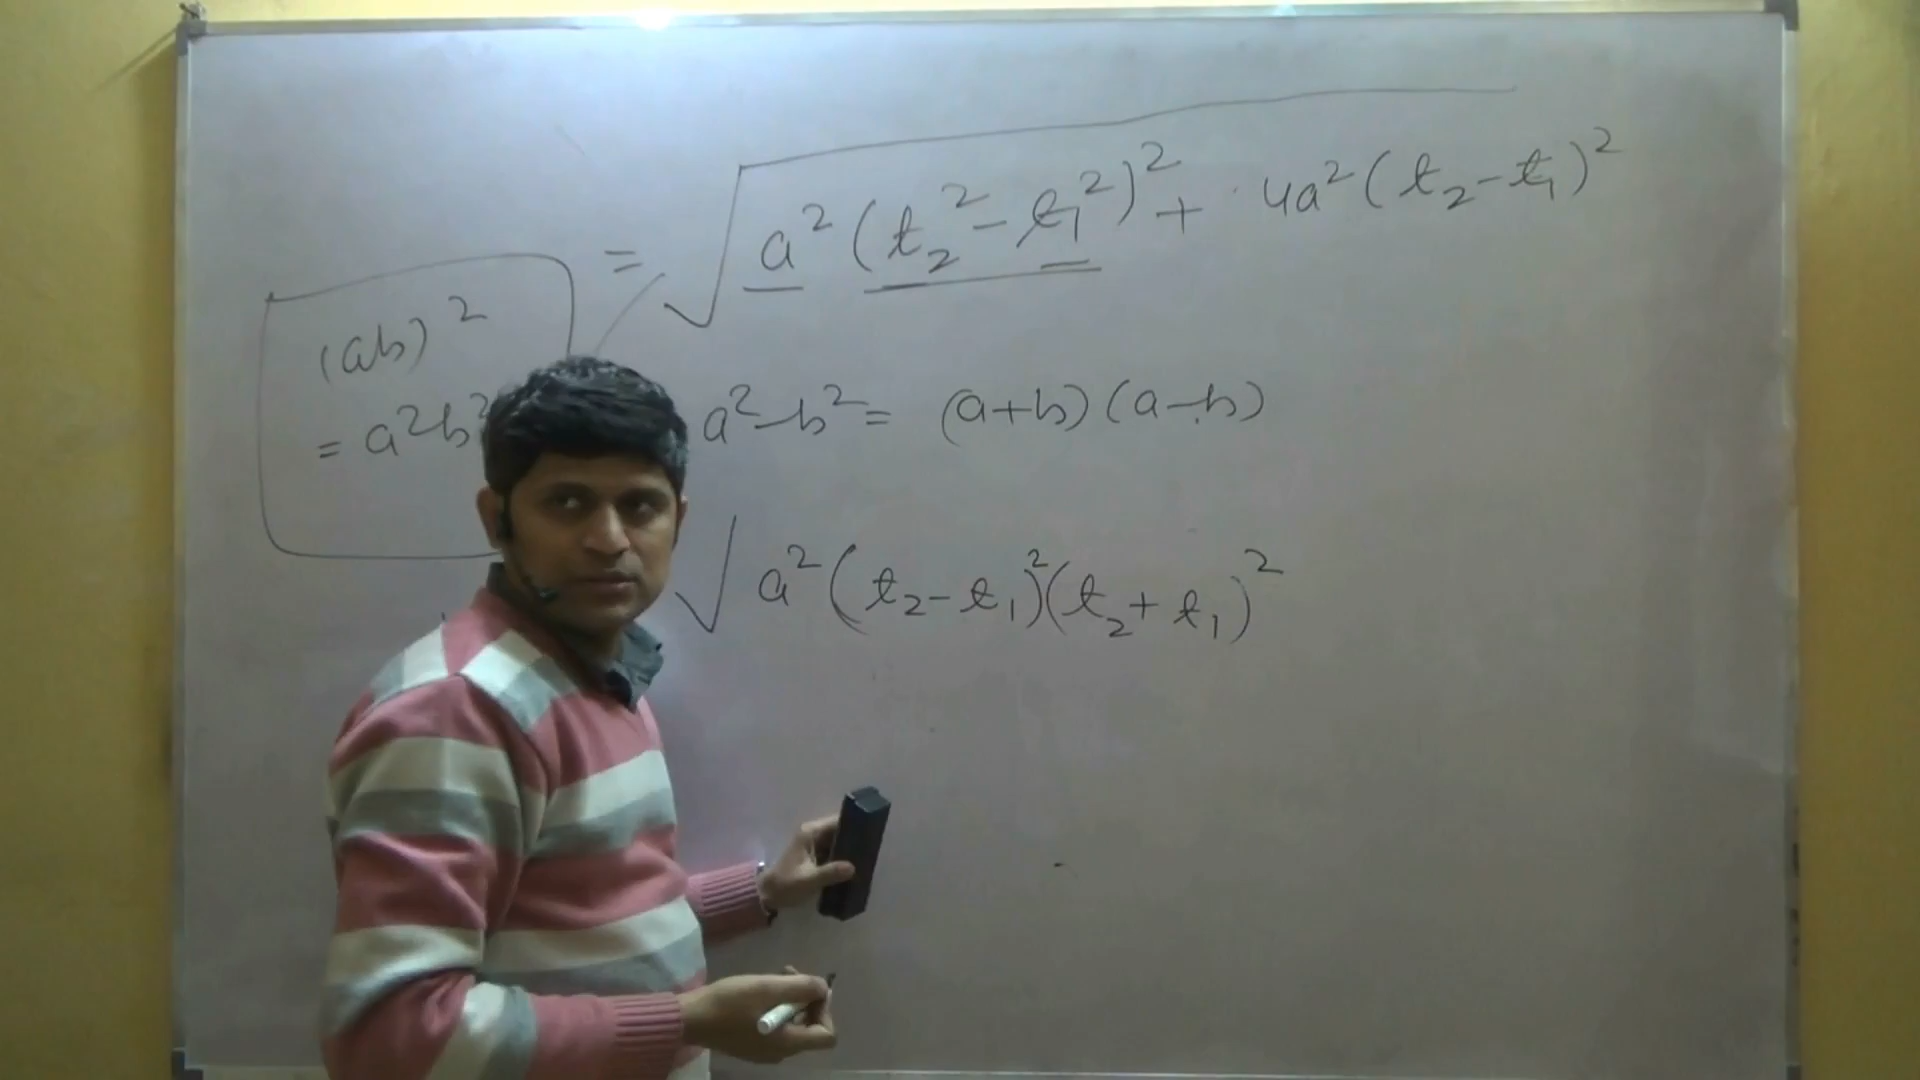 = √a²(t₂² - t₁²)² + 4a²(t₂ - t₁)²
(ab)²
= a²b²
a² - b² = (a+b)(a-b)
√a²(t₂ - t₁)²(t₂ + t₁)²